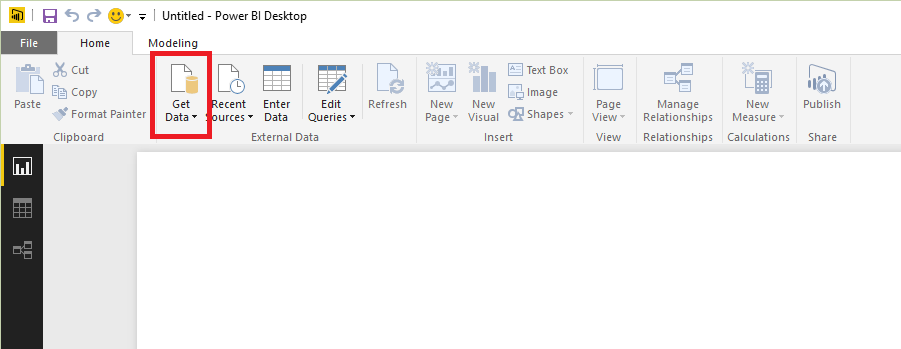 Untitled - Power BI Desktop
File Home Modeling
Paste
Cut
Copy
Format Painter
Clipboard
Get
Data
Recent
Sources
Enter
Data
Edit
Queries
Refresh
External Data
New
Page
New
Visual
Text Box
Image
Shapes
Insert
Page
View
View
Manage
Relationships
Relationships
New
Measure
Calculations
Publish
Share